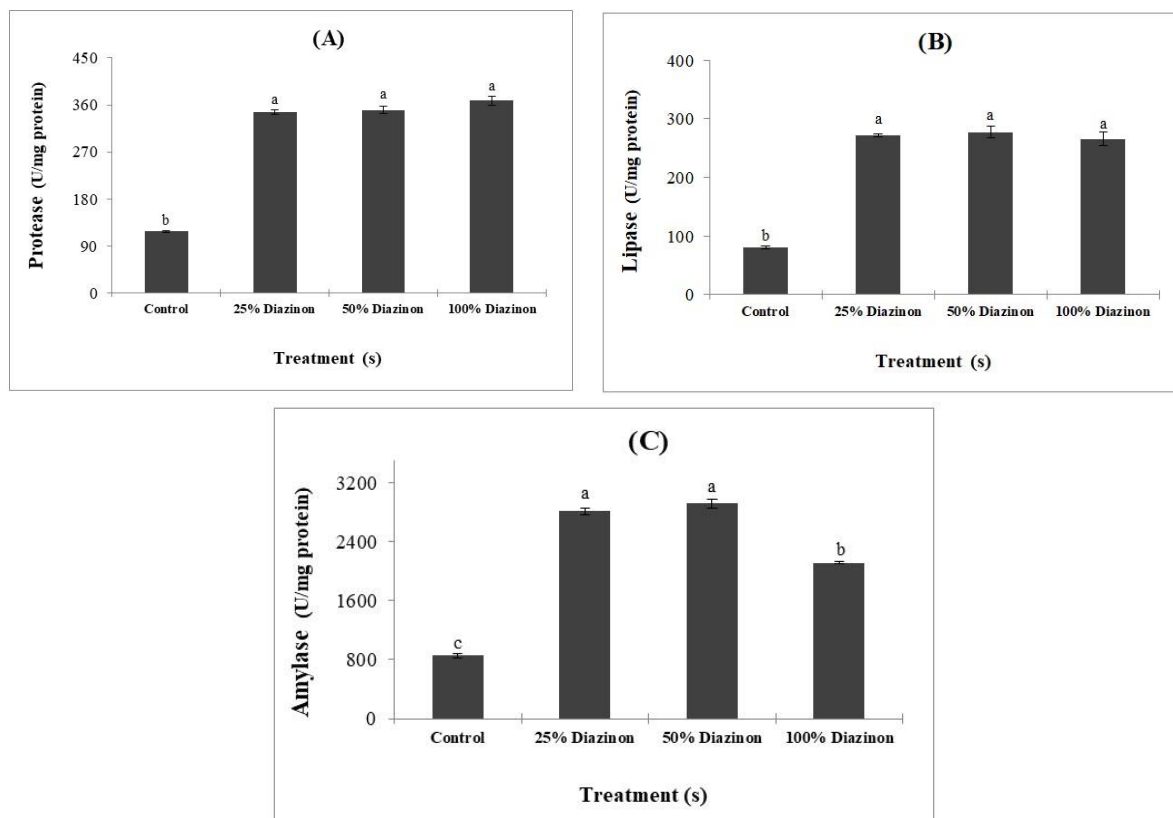 (A)
Protease (U/mg protein)
450
360
270
180
90
0
b
a
a
a
Control
25% Diazinon
50% Diazinon
100% Diazinon
Treatment (s)
(B)
Lipase (U/mg protein)
400
300
200
100
0
b
a
a
a
Control
25% Diazinon
50% Diazinon
100% Diazinon
Treatment (s)
(C)
Amylase (U/mg protein)
3200
2400
1600
800
0
c
a
a
b
Control
25% Diazinon
50% Diazinon
100% Diazinon
Treatment (s)